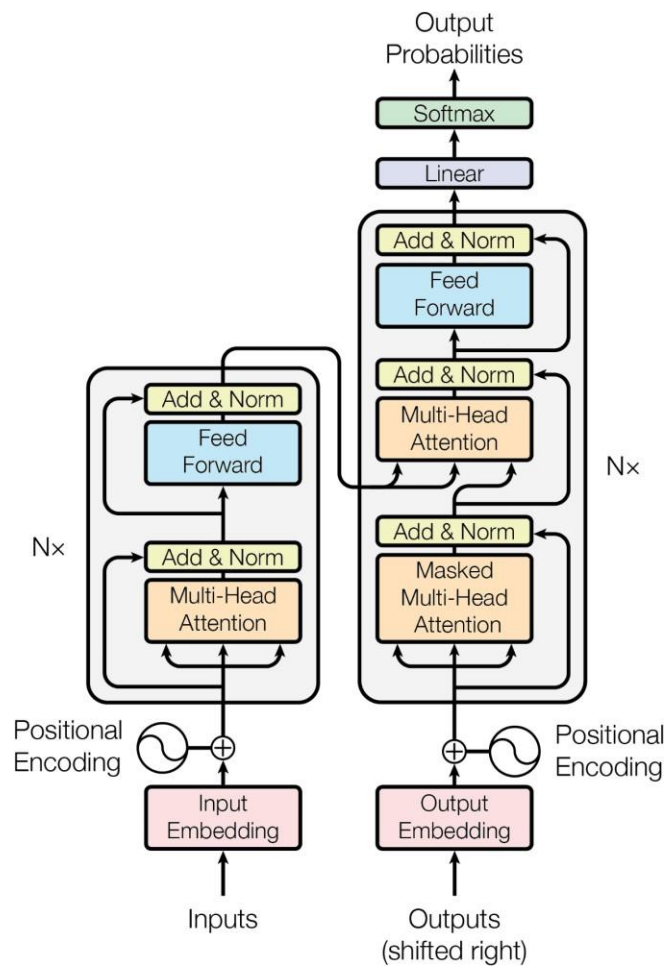 Output
Probabilities
Softmax
Linear
Add & Norm
Feed
Forward
Add & Norm
Multi-Head
Attention
Nx
Add & Norm
Masked
Multi-Head
Attention
Add & Norm
Feed
Forward
N×
Add & Norm
Multi-Head
Attention
Positional
Encoding
Positional
Encoding
Input
Embedding
Output
Embedding
Inputs
Outputs
(shifted right)